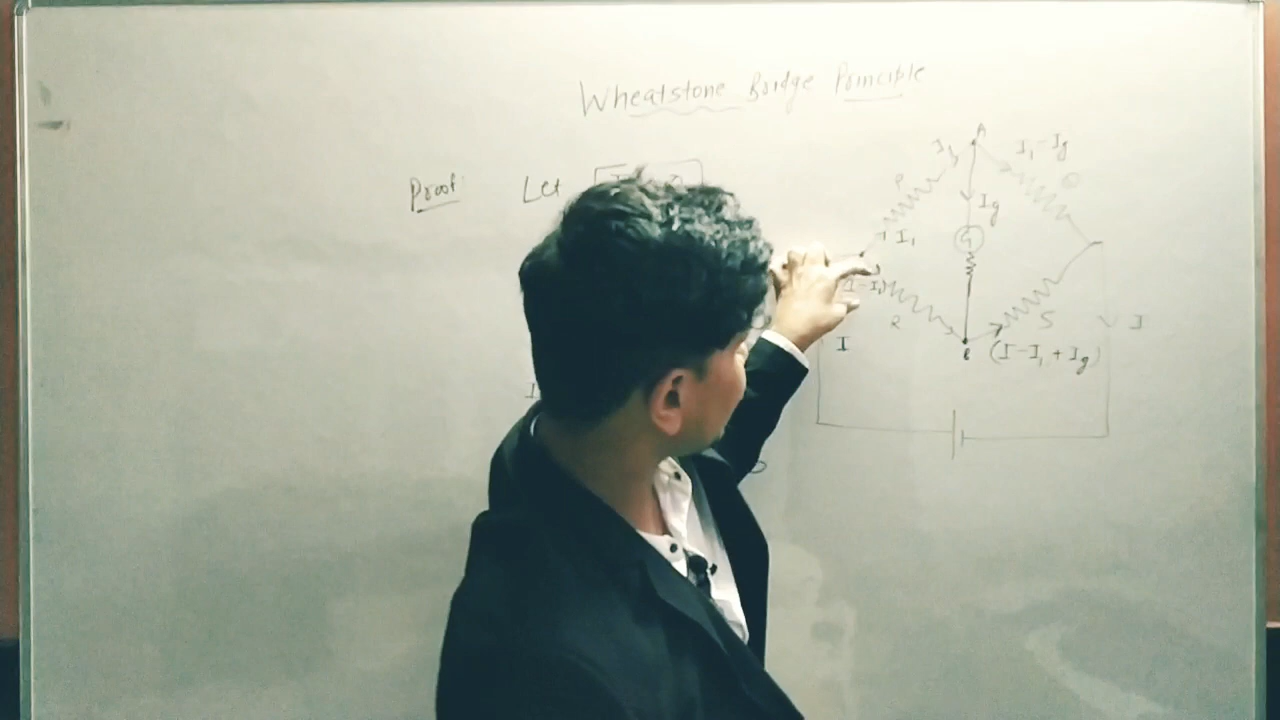 Wheatstone Bridge Principle
Proof: Let
A
I₁
I₁-Ig
P
Ig
I₁
G
(I-I₁)
R
S
I
I
B
(I-I₁+Ig)
I